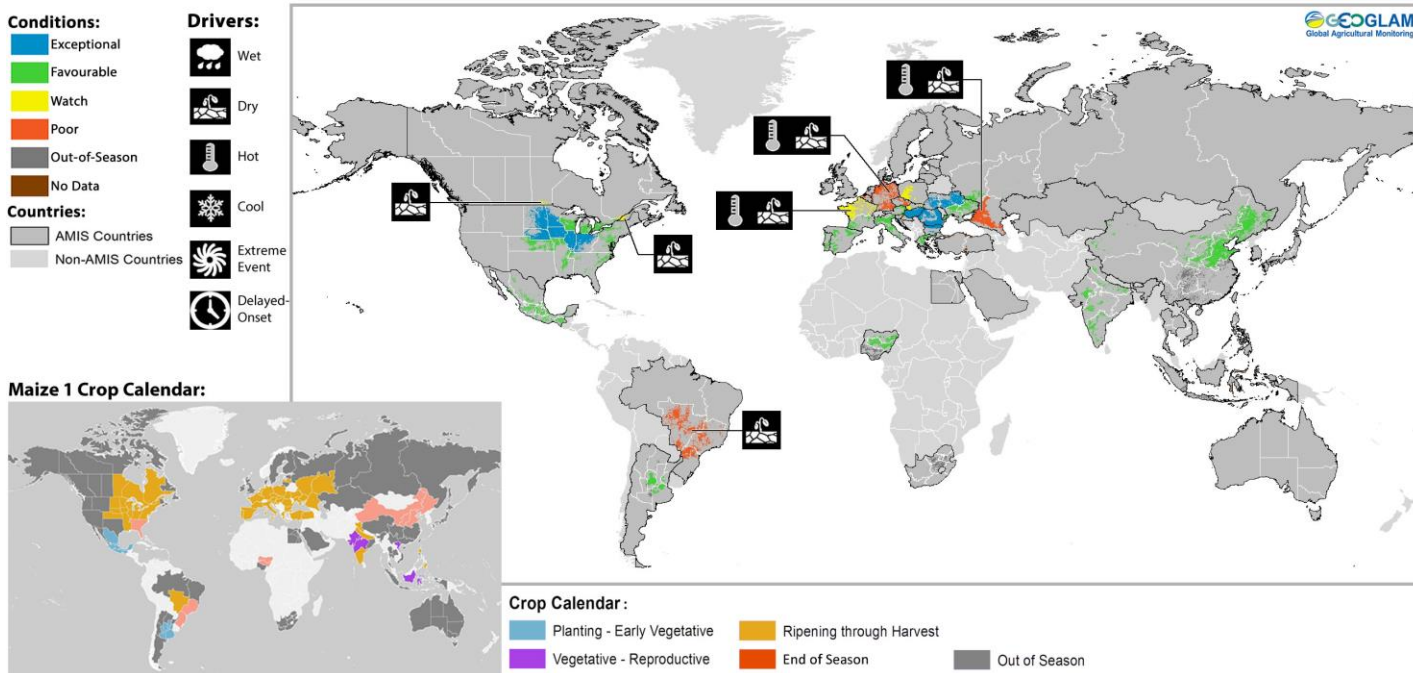 Conditions:
Exceptional
Favourable
Watch
Poor
Out-of-Season
No Data
Countries:
AMIS Countries
Non-AMIS Countries
Drivers:
Wet
Dry
Hot
Cool
Extreme
Event
Delayed-
Onset
GEOGLAM
Global Agricultural Monitoring
Maize 1 Crop Calendar:
Crop Calendar :
Planting - Early Vegetative
Ripening through Harvest
Vegetative - Reproductive
End of Season
Out of Season